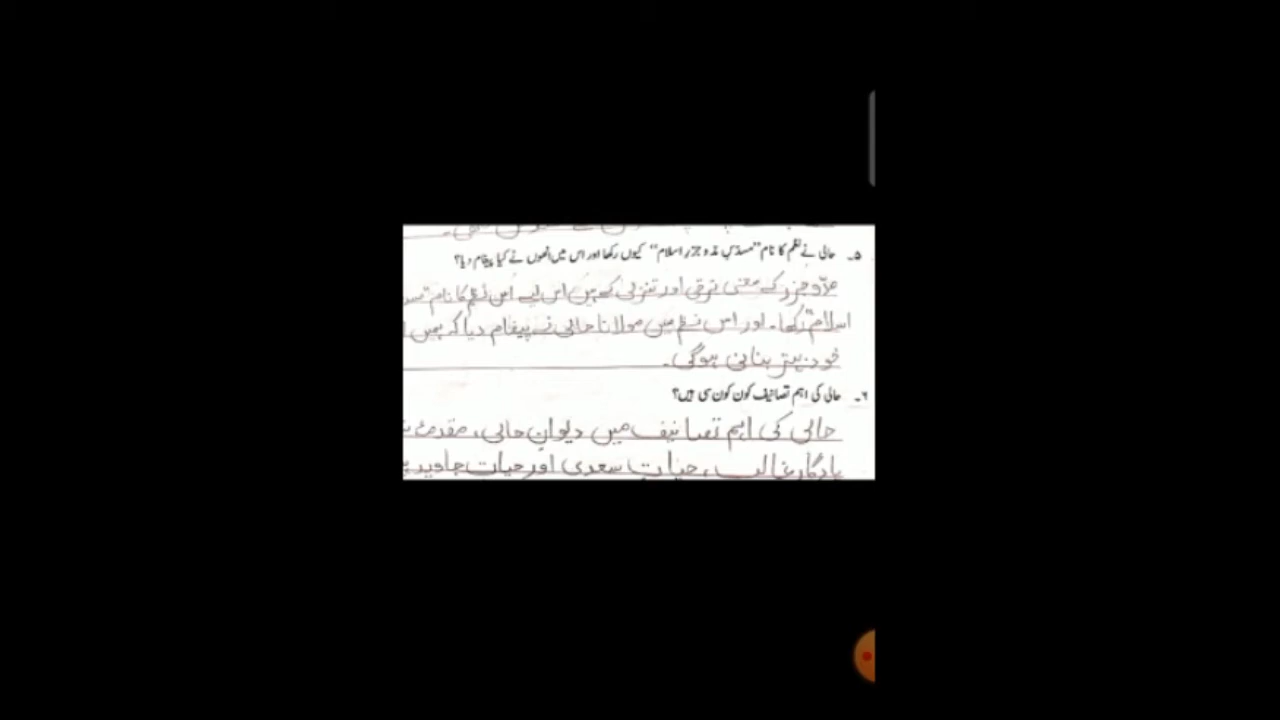 ۵۔ حالی نے نظم کا نام "مسدّسِ مدّ و جزرِ اسلام" کیوں رکھا اور اس میں انھوں نے کیا پیغام دیا؟
مدّ و جزر کے معنی ترقی اور تنزلی کے ہیں اس لیے اس نظم کا نام "مسد
اسلام" رکھا۔ اور اس نظم میں مولانا حالی نے پیغام دیا کہ ہمیں
خود بہتر بنانی ہوگی۔
۶۔ حالی کی اہم تصانیف کون کون سی ہیں؟
حالی کی اہم تصانیف میں دیوانِ حالی، مقدمۂ
یادگارِ غالب، حیاتِ سعدی اور حیاتِ جاوید